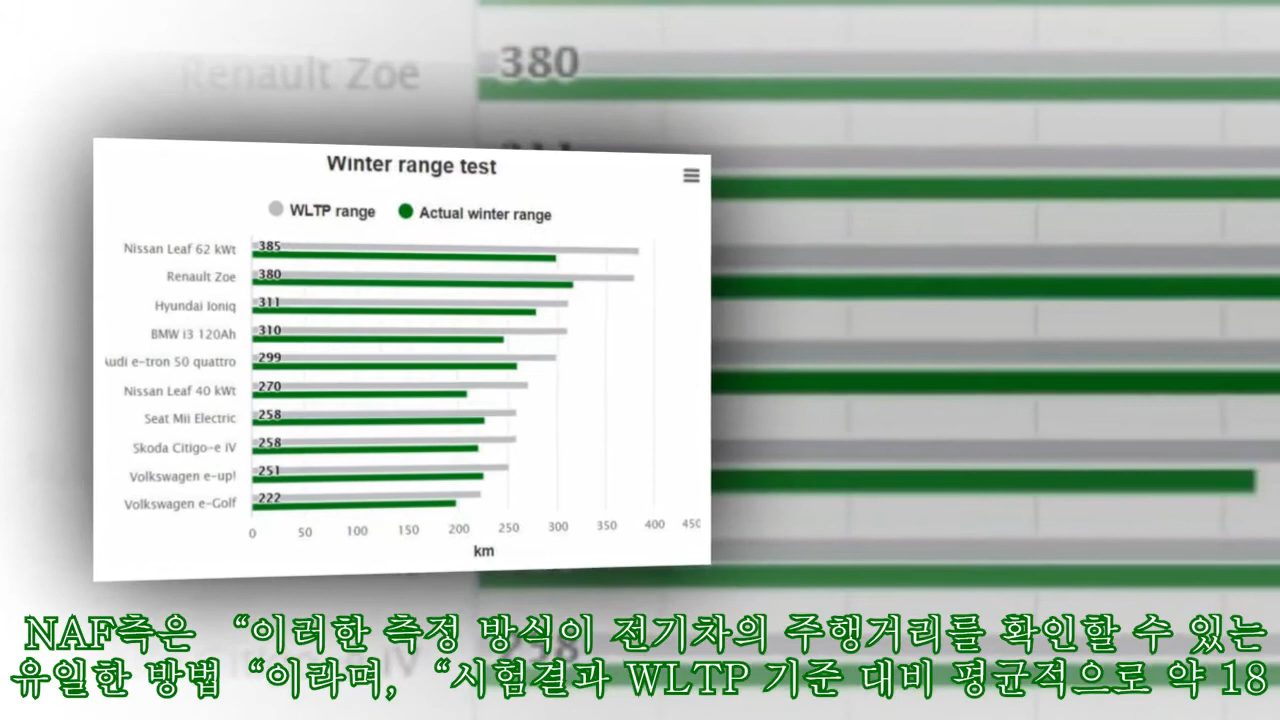 Renault Zoe 380
Winter range test
WLTP range Actual winter range
Nissan Leaf 62 kWt 385
Renault Zoe 380
Hyundai Ioniq 311
BMW i3 120Ah 310
udi e-tron 50 quattro 299
Nissan Leaf 40 kWt 270
Seat Mii Electric 258
Skoda Citigo-e iV 258
Volkswagen e-up! 251
Volkswagen e-Golf 222
0 50 100 150 200 250 300 350 400 450
km
NAF측은 “이러한 측정 방식이 전기차의 주행거리를 확인할 수 있는
유일한 방법 “이라며, “시험결과 WLTP 기준 대비 평균적으로 약 18